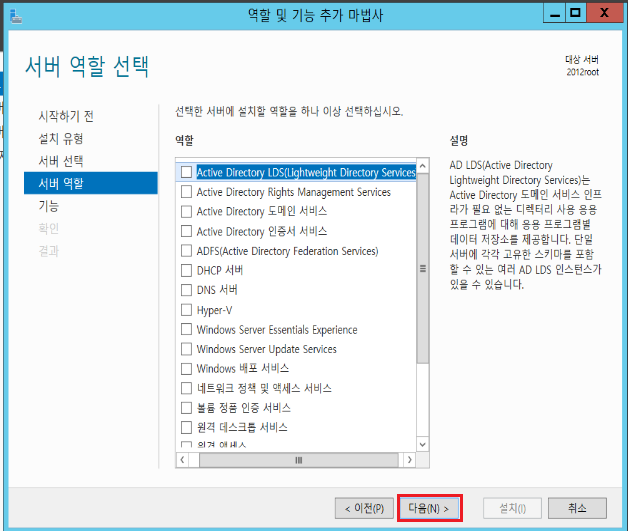 역할 및 기능 추가 마법사
서버 역할 선택
대상 서버
2012root
시작하기 전
설치 유형
서버 선택
서버 역할
기능
확인
결과
선택한 서버에 설치할 역할을 하나 이상 선택하십시오.
역할
Active Directory LDS(Lightweight Directory Services
Active Directory Rights Management Services
Active Directory 도메인 서비스
Active Directory 인증서 서비스
ADFS(Active Directory Federation Services)
DHCP 서버
DNS 서버
Hyper-V
Windows Server Essentials Experience
Windows Server Update Services
Windows 배포 서비스
네트워크 정책 및 액세스 서비스
볼륨 정품 인증 서비스
원격 데스크톱 서비스
원격 액세스
설명
AD LDS(Active Directory
Lightweight Directory Services)는
Active Directory 도메인 서비스 인프
라가 필요 없는 디렉터리 사용 응용
프로그램에 대해 응용 프로그램별
데이터 저장소를 제공합니다. 단일
서버에 각각 고유한 스키마를 포함
할 수 있는 여러 AD LDS 인스턴스가
있을 수 있습니다.
< 이전(P)
다음(N) >
설치(I)
취소